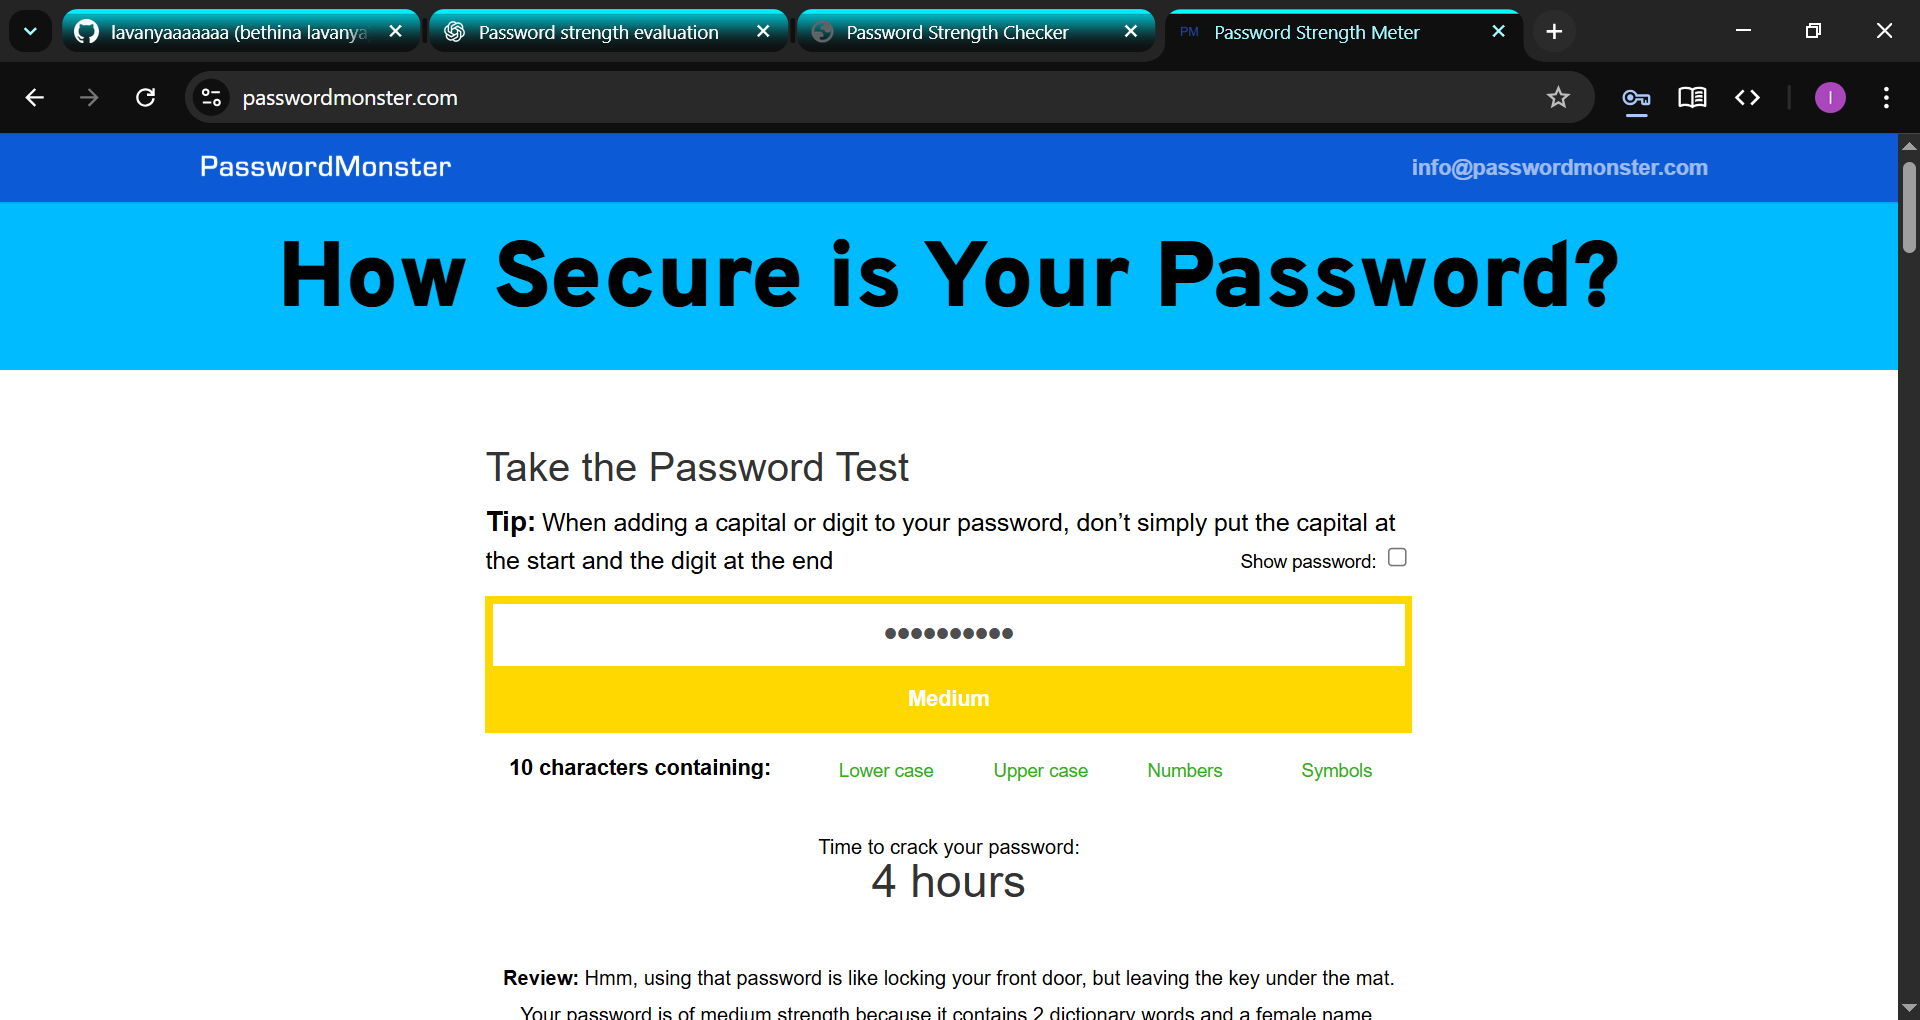 lavanyaaaaaaa (bethina lavanya
Password strength evaluation
Password Strength Checker
PM
Password Strength Meter
passwordmonster.com
I
PasswordMonster
info@passwordmonster.com
How Secure is Your Password?
Take the Password Test
Tip: When adding a capital or digit to your password, don’t simply put the capital at
the start and the digit at the end
Show password:
••••••••••
Medium
10 characters containing:
Lower case
Upper case
Numbers
Symbols
Time to crack your password:
4 hours
Review: Hmm, using that password is like locking your front door, but leaving the key under the mat.
Your password is of medium strength because it contains 2 dictionary words and a female name